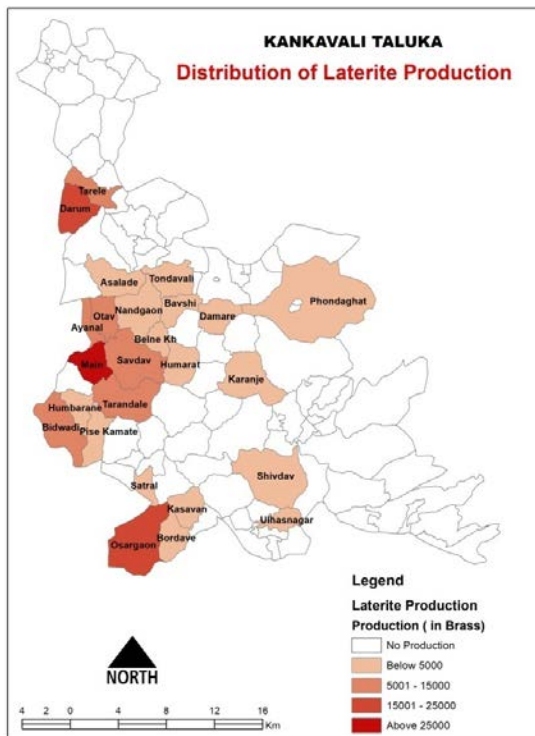 KANKAVALI TALUKA
Distribution of Laterite Production
Tarele
Darum
Asalade
Tondavali
Phondaghat
Bavshi
Nandgaon
Otav
Damare
Ayanal
Belne Kh
Main
Savdav
Humarat
Karanje
Humbarane
Tarandale
Bidwadi
Pise Kamate
Shivdav
Satral
Kasavan
Ulhasnagar
Osargaon
Bordave
Legend
Laterite Production
Production ( in Brass)
No Production
Below 5000
5001 - 15000
15001 - 25000
Above 25000
NORTH
4 2 0 4 8 12 16
Km